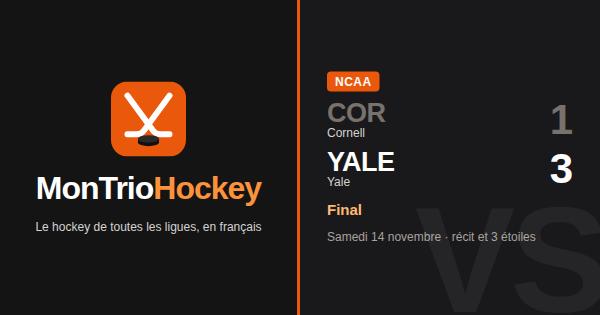 MonTrioHockey
Le hockey de toutes les ligues, en français
NCAA
COR
Cornell
1
YALE
Yale
3
Final
Samedi 14 novembre · récit et 3 étoiles
VS